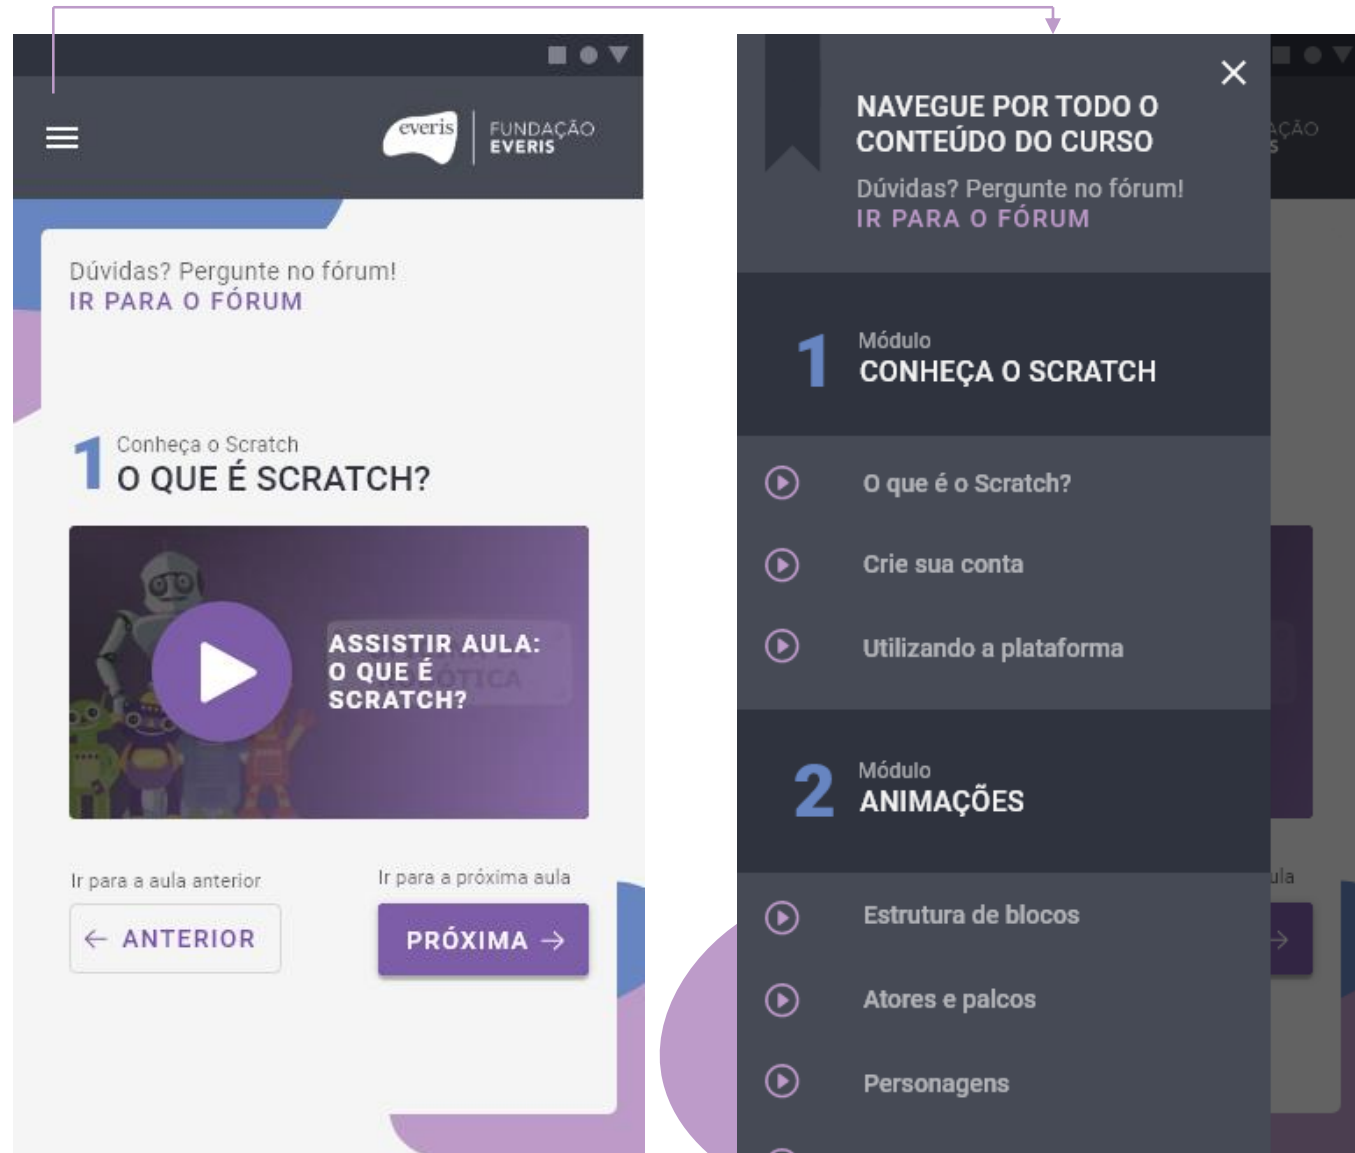 everis
FUNDAÇÃO
EVERIS
Dúvidas? Pergunte no fórum!
IR PARA O FÓRUM
1
Conheça o Scratch
O QUE É SCRATCH?
ASSISTIR AULA:
O QUE É
SCRATCH?
Ir para a aula anterior
← ANTERIOR
Ir para a próxima aula
PRÓXIMA →
NAVEGUE POR TODO O
CONTEÚDO DO CURSO
Dúvidas? Pergunte no fórum!
IR PARA O FÓRUM
1
Módulo
CONHEÇA O SCRATCH
O que é o Scratch?
Crie sua conta
Utilizando a plataforma
2
Módulo
ANIMAÇÕES
Estrutura de blocos
Atores e palcos
Personagens